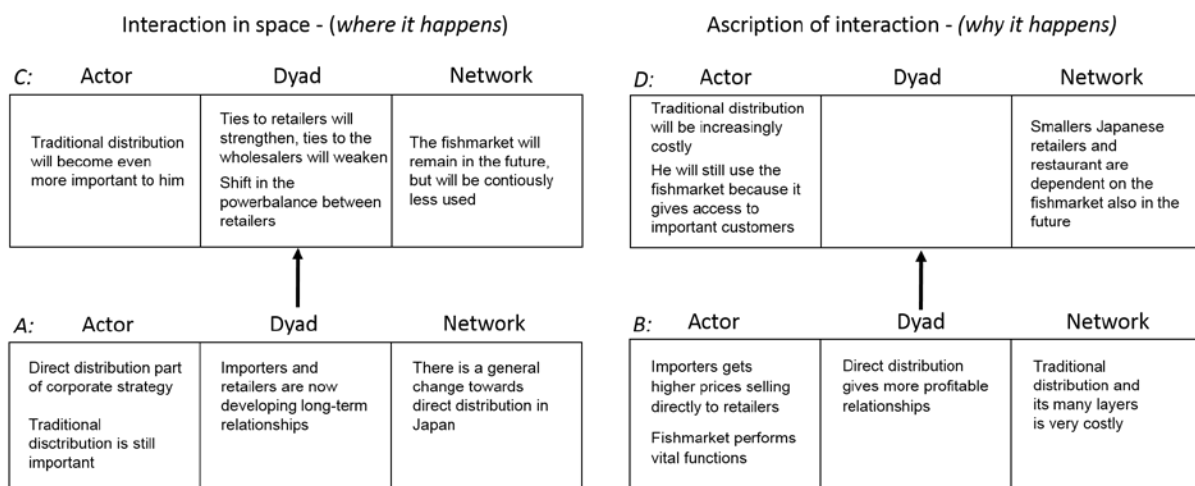 Interaction in space - (where it happens)
Ascription of interaction - (why it happens)
C: Actor Dyad Network
Traditional distribution
will become even
more important to him
Ties to retailers will
strengthen, ties to the
wholesalers will weaken
Shift in the
powerbalance between
retailers
The fishmarket will
remain in the future,
but will be contiously
less used
D: Actor Dyad Network
Traditional distribution
will be increasingly
costly
He will still use the
fishmarket because it
gives access to
important customers
Smallers Japanese
retailers and
restaurant are
dependent on the
fishmarket also in the
future
A: Actor Dyad Network
Direct distribution part
of corporate strategy
Traditional
disctribution is still
important
Importers and
retailers are now
developing long-term
relationships
There is a general
change towards
direct distribution in
Japan
B: Actor Dyad Network
Importers gets
higher prices selling
directly to retailers
Fishmarket performs
vital functions
Direct distribution
gives more profitable
relationships
Traditional
distribution and
its many layers
is very costly